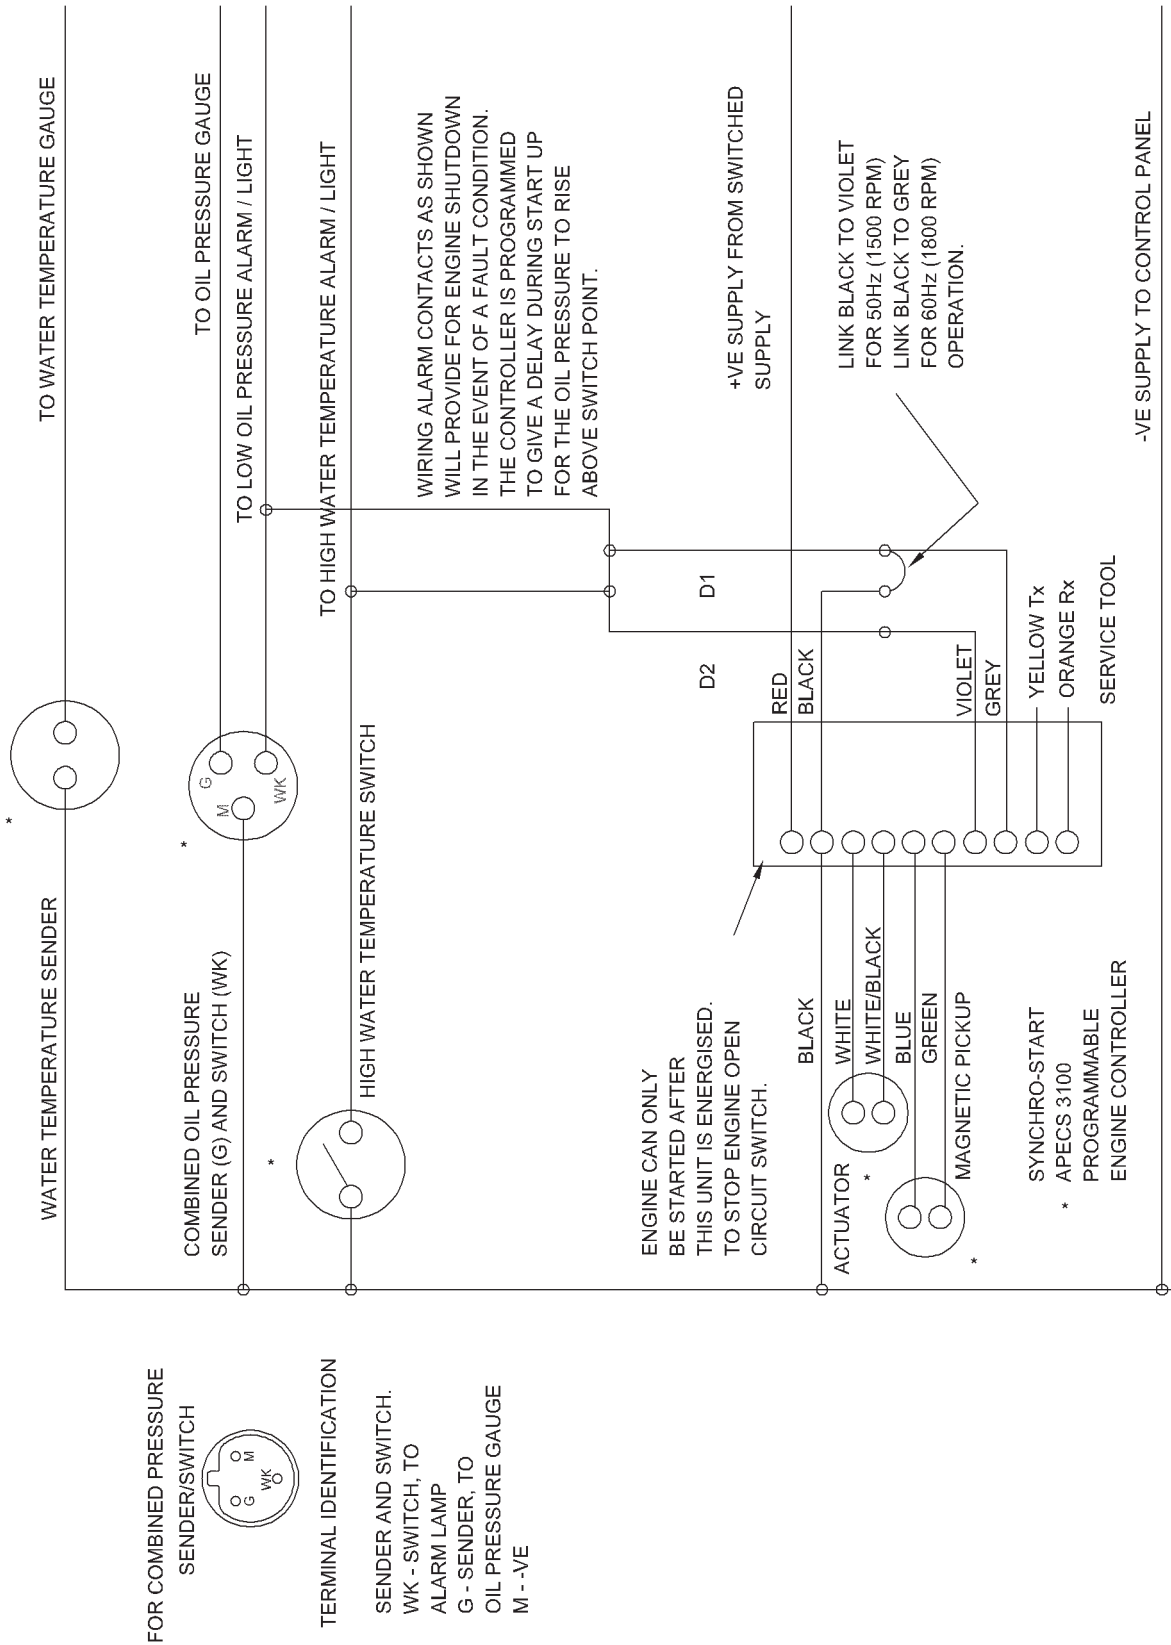 TO WATER TEMPERATURE GAUGE
WATER TEMPERATURE SENDER
*
TO OIL PRESSURE GAUGE
TO LOW OIL PRESSURE ALARM / LIGHT
COMBINED OIL PRESSURE
SENDER (G) AND SWITCH (WK)
*
G
M
WK
TO HIGH WATER TEMPERATURE ALARM / LIGHT
HIGH WATER TEMPERATURE SWITCH
*
FOR COMBINED PRESSURE
SENDER/SWITCH
G
M
WK
TERMINAL IDENTIFICATION
SENDER AND SWITCH.
WK - SWITCH, TO
ALARM LAMP
G - SENDER, TO
OIL PRESSURE GAUGE
M - -VE
WIRING ALARM CONTACTS AS SHOWN
WILL PROVIDE FOR ENGINE SHUTDOWN
IN THE EVENT OF A FAULT CONDITION.
THE CONTROLLER IS PROGRAMMED
TO GIVE A DELAY DURING START UP
FOR THE OIL PRESSURE TO RISE
ABOVE SWITCH POINT.
D1
D2
ENGINE CAN ONLY
BE STARTED AFTER
THIS UNIT IS ENERGISED.
TO STOP ENGINE OPEN
CIRCUIT SWITCH.
+VE SUPPLY FROM SWITCHED
SUPPLY
LINK BLACK TO VIOLET
FOR 50Hz (1500 RPM)
LINK BLACK TO GREY
FOR 60Hz (1800 RPM)
OPERATION.
RED
BLACK
VIOLET
GREY
YELLOW Tx
ORANGE Rx
SERVICE TOOL
BLACK
WHITE
WHITE/BLACK
BLUE
GREEN
ACTUATOR
*
MAGNETIC PICKUP
*
SYNCHRO-START
* APECS 3100
PROGRAMMABLE
ENGINE CONTROLLER
-VE SUPPLY TO CONTROL PANEL